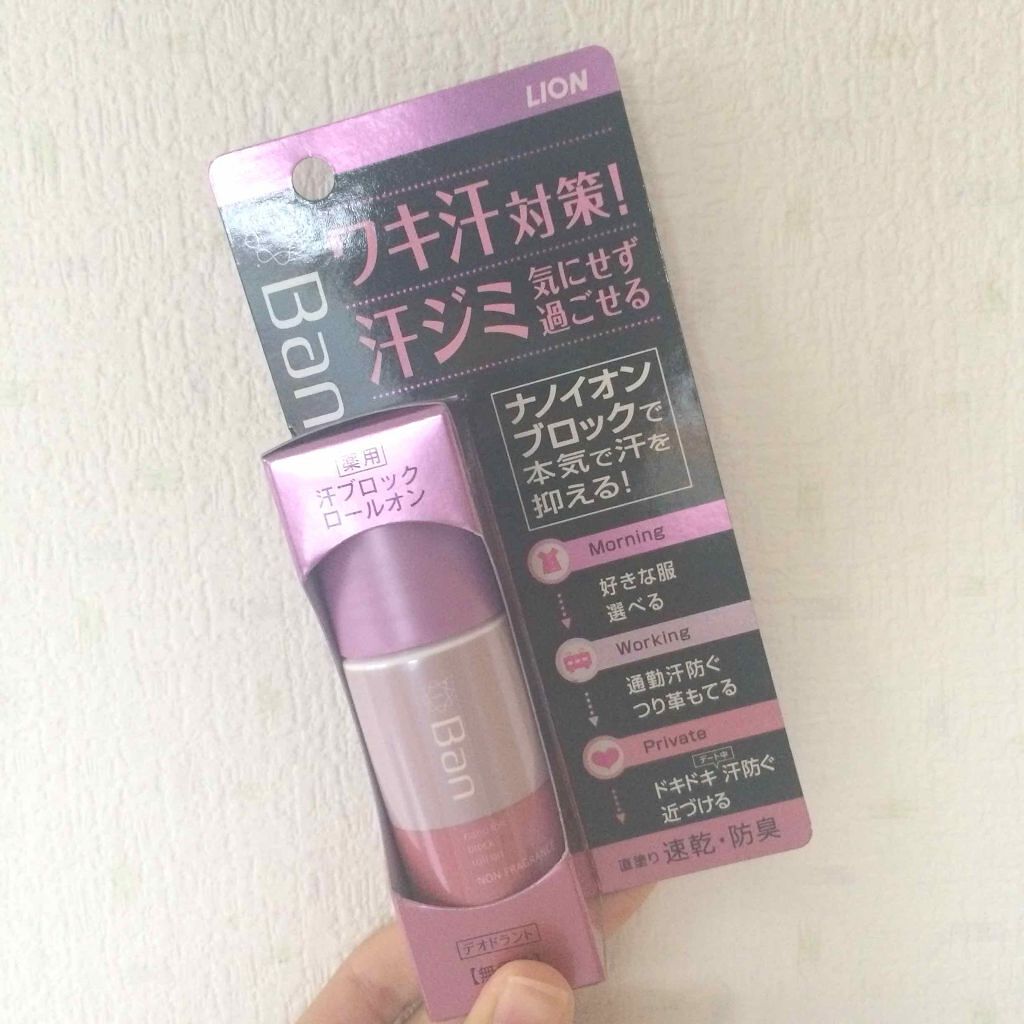 LION
ワキ汗対策!
汗ジミ気にせず
過ごせる
Ban
ナノイオン
ブロックで
本気で汗を
抑える!
薬用
汗ブロック
ロールオン
Morning
好きな服
選べる
Working
通勤汗防ぐ
つり革もてる
Private
デート中
ドキドキ汗防ぐ
近づける
直塗り 速乾・防臭
Ban
NON FRAGRANCE
デオドラント